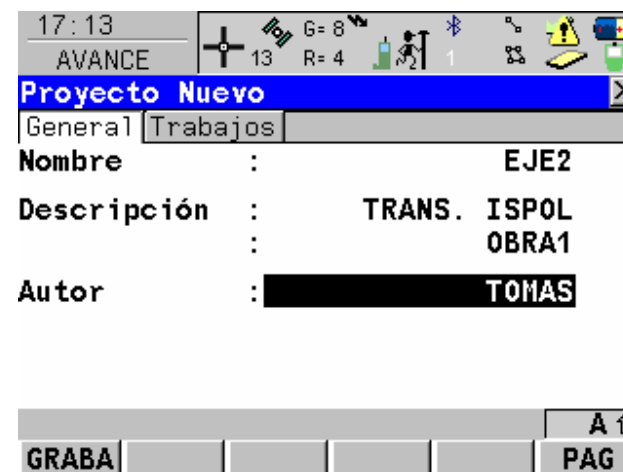 17:13
AVANCE
13
G= 8
R= 4
1
Proyecto Nuevo
General Trabajos
Nombre : EJE2
Descripción : TRANS. ISPOL
: OBRA1
Autor : TOMAS
A
GRABA PAG